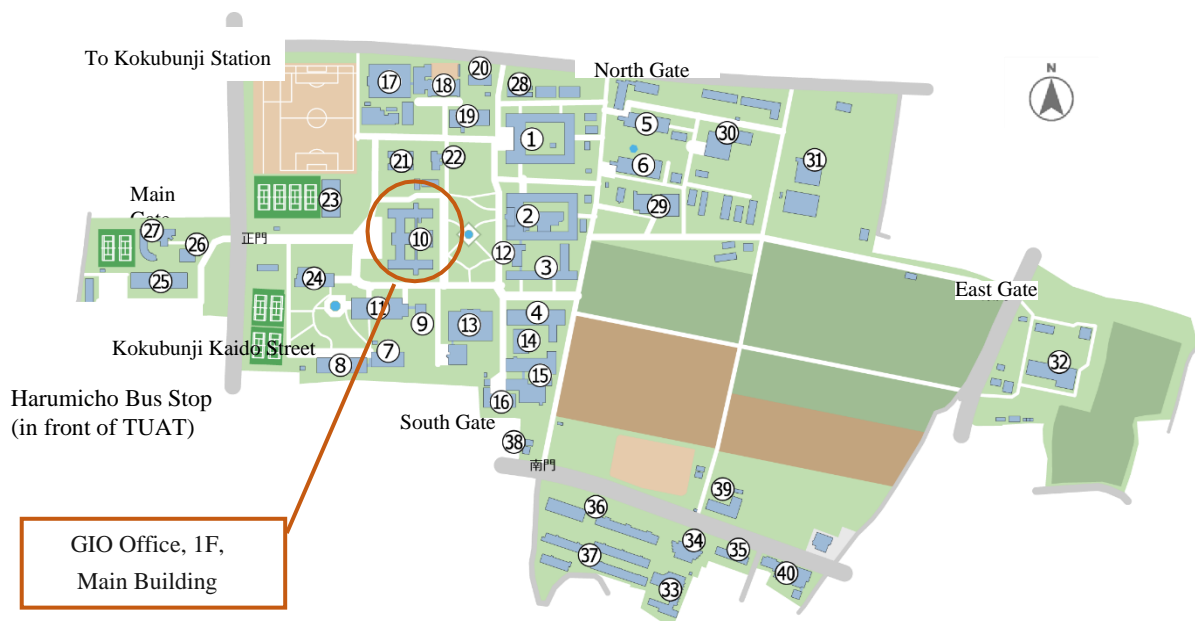 To Kokubunji Station
North Gate
N
17
18
20
28
19
1
5
30
6
31
21
22
23
29
Main
Gate
27
26
正門
10
2
12
3
25
24
11
9
13
4
East Gate
14
Kokubunji Kaido Street
7
8
15
32
16
Harumicho Bus Stop
(in front of TUAT)
South Gate
38
南門
39
36
37
34
35
33
40
GIO Office, 1F,
Main Building